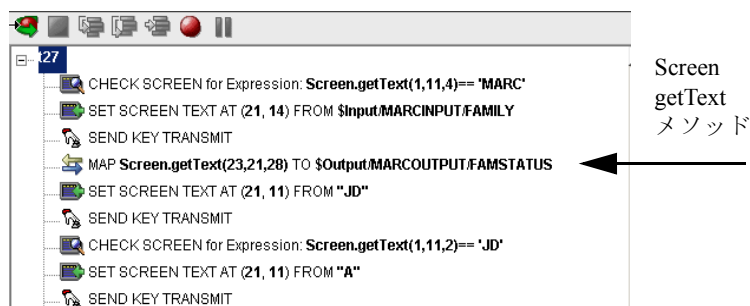 t27
CHECK SCREEN for Expression: Screen.getText(1,11,4)== 'MARC'
SET SCREEN TEXT AT (21, 14) FROM $Input/MARCINPUT/FAMILY
SEND KEY TRANSMIT
MAP Screen.getText(23,21,28) TO $Output/MARCOUTPUT/FAMSTATUS
SET SCREEN TEXT AT (21, 11) FROM "JD"
SEND KEY TRANSMIT
CHECK SCREEN for Expression: Screen.getText(1,11,2)== 'JD'
SET SCREEN TEXT AT (21, 11) FROM "A"
SEND KEY TRANSMIT
Screen
getText
メソッド